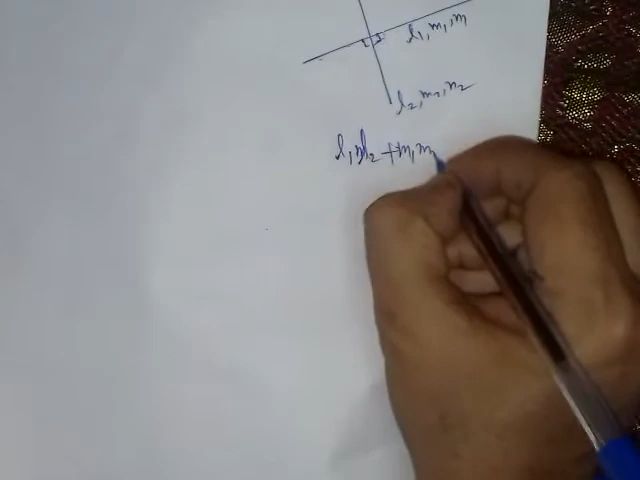 l₁, m₁, n₁
l₂, m₂, n₂
l₁l₂ + m₁m₂